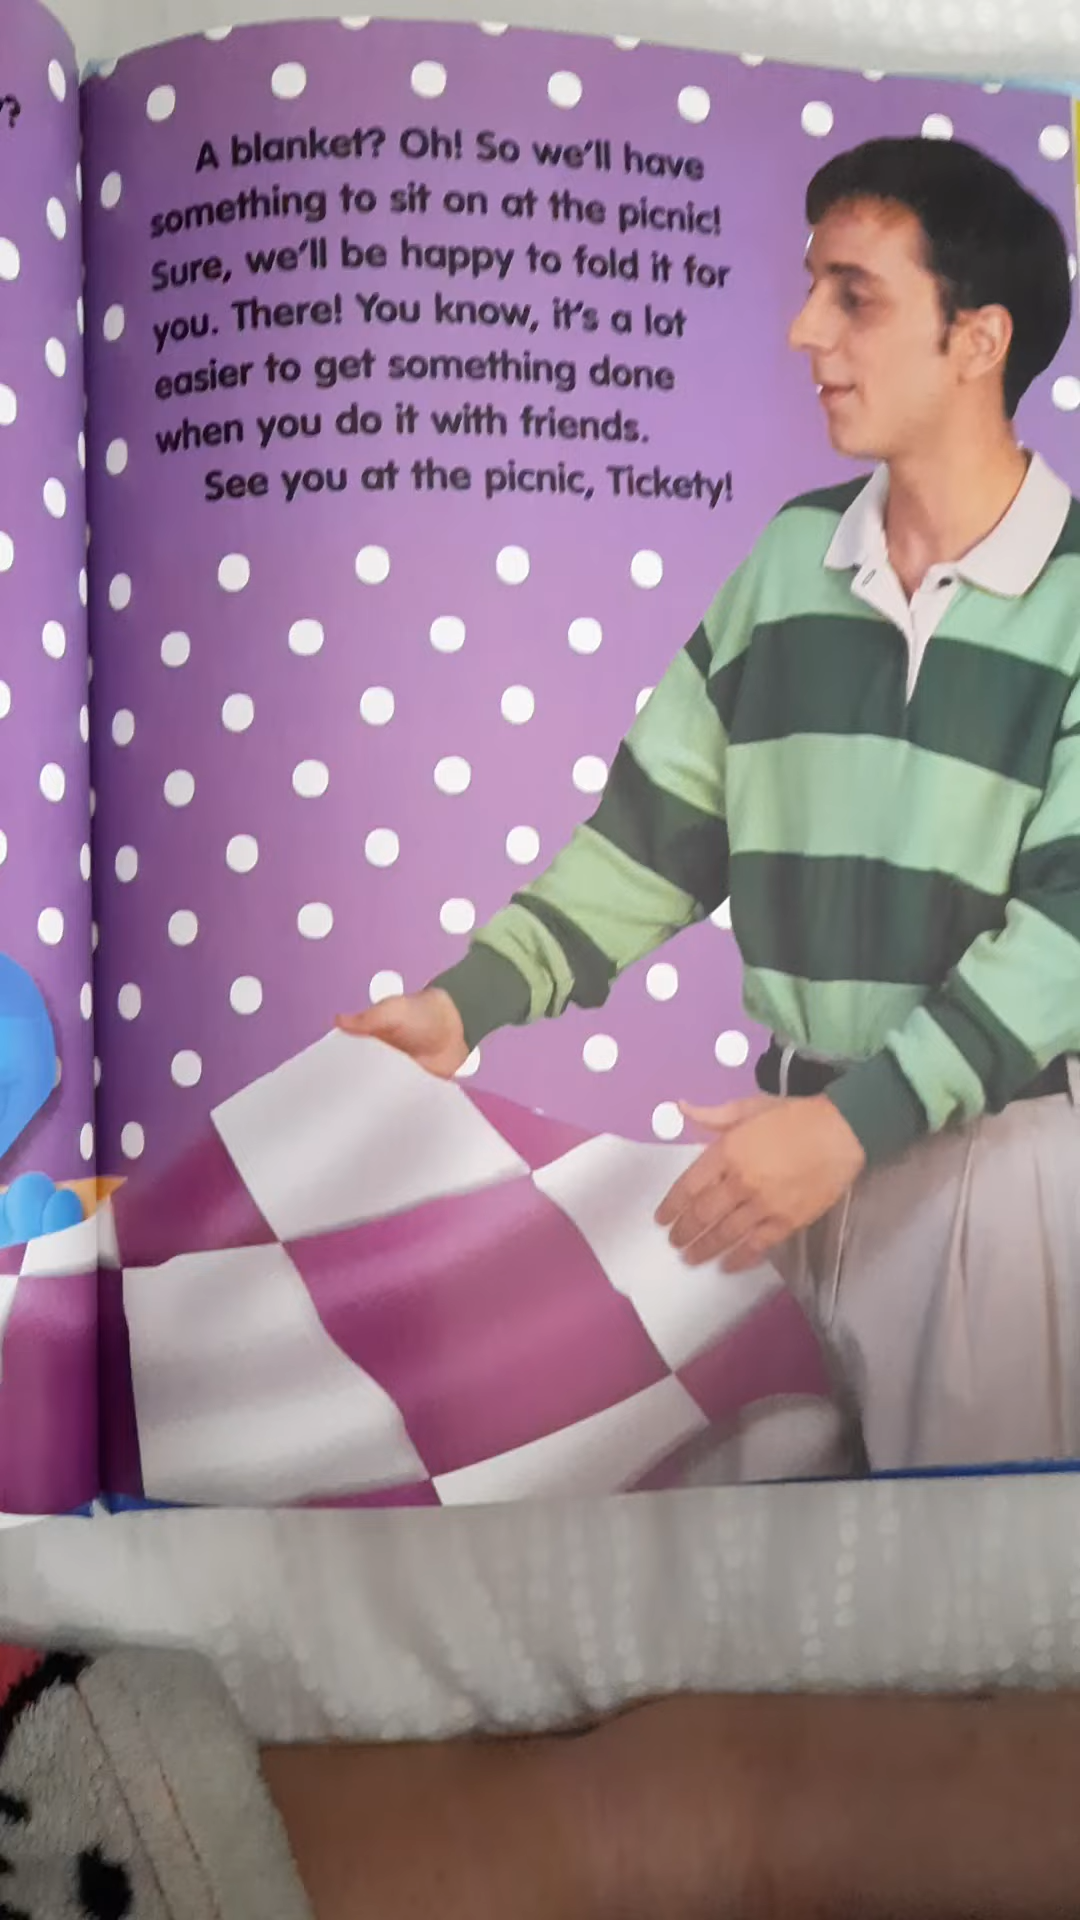 ?
A blanket? Oh! So we'll have
something to sit on at the picnic!
Sure, we'll be happy to fold it for
you. There! You know, it's a lot
easier to get something done
when you do it with friends.
See you at the picnic, Tickety!